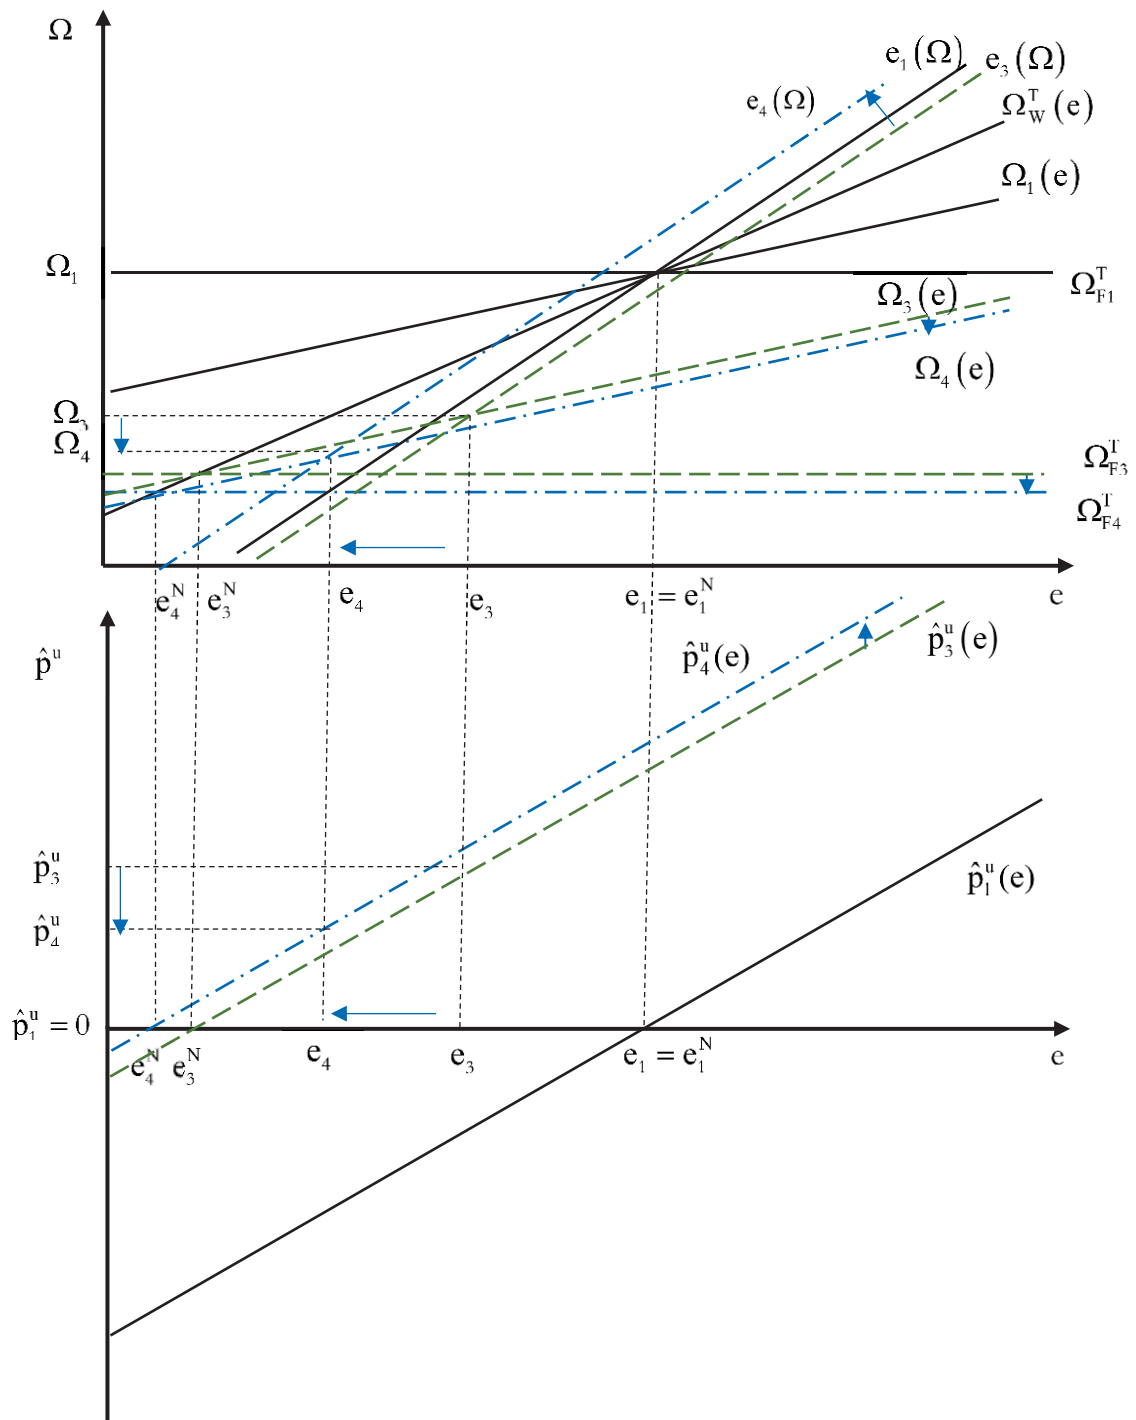 Ω
e₁(Ω)
e₃(Ω)
e₄(Ω)
Ω_W^T(e)
Ω₁(e)
Ω₁
Ω_F1^T
Ω₃(e)
Ω₄(e)
Ω₃
Ω₄
Ω_F3^T
Ω_F4^T
e₄^N
e₃^N
e₄
e₃
e₁ = e₁^N
e
p̂^u
p̂₄^u(e)
p̂₃^u(e)
p̂₃^u
p̂₁^u(e)
p̂₄^u
p̂₁^u = 0
e₄^N
e₃^N
e₄
e₃
e₁ = e₁^N
e